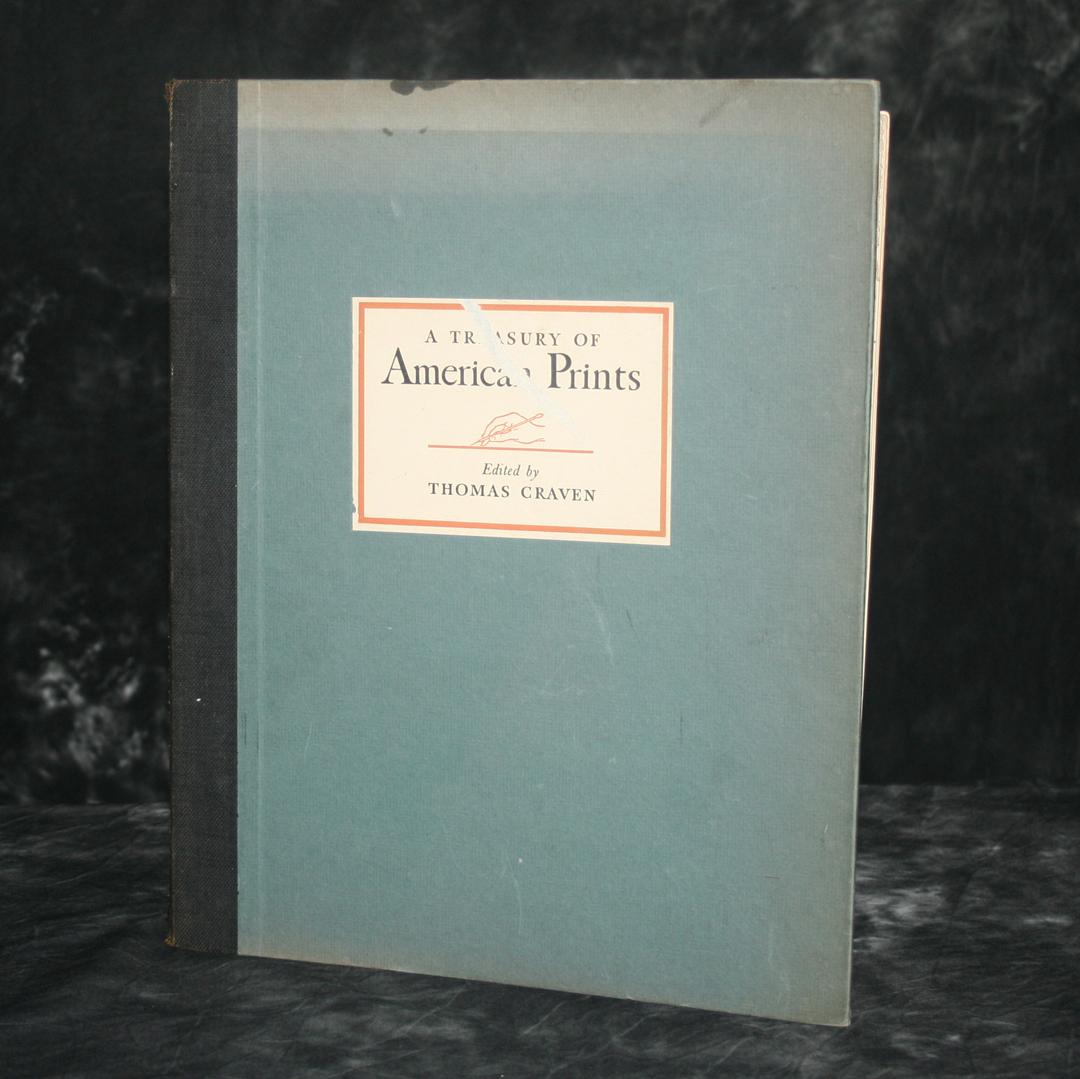 A TREASURY OF
American Prints
Edited by
THOMAS CRAVEN